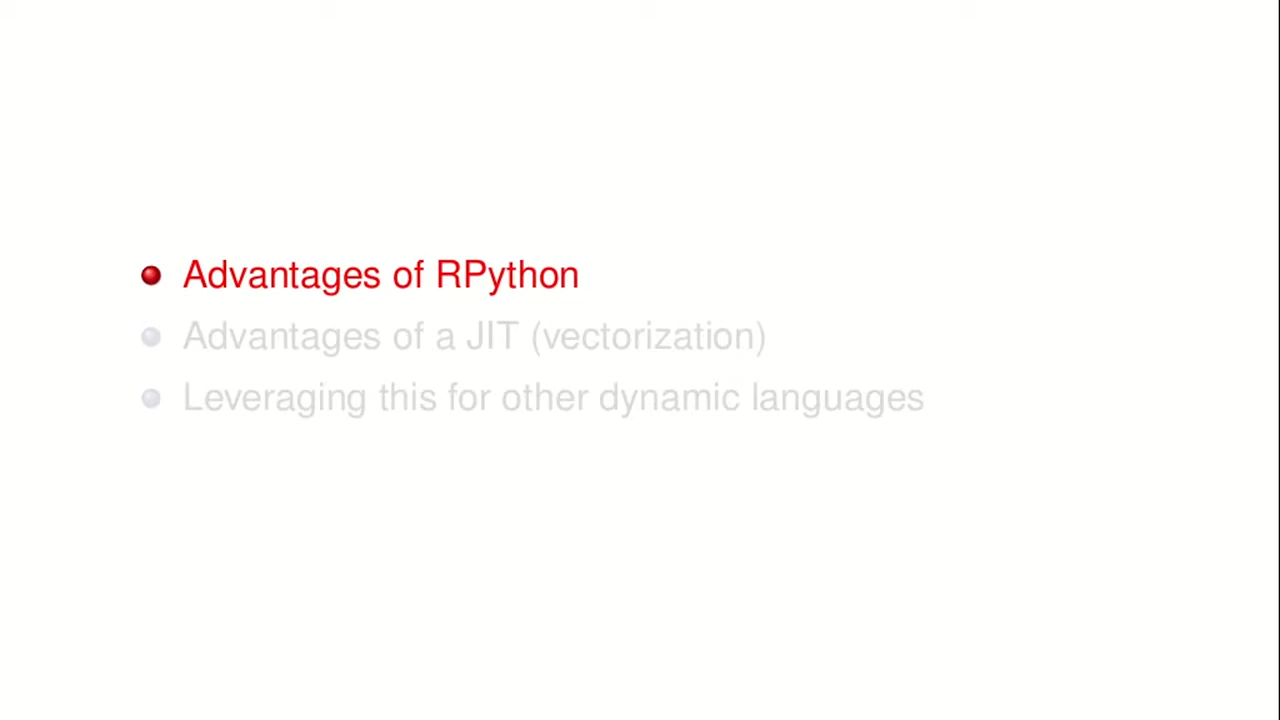 Advantages of RPython
Advantages of a JIT (vectorization)
Leveraging this for other dynamic languages